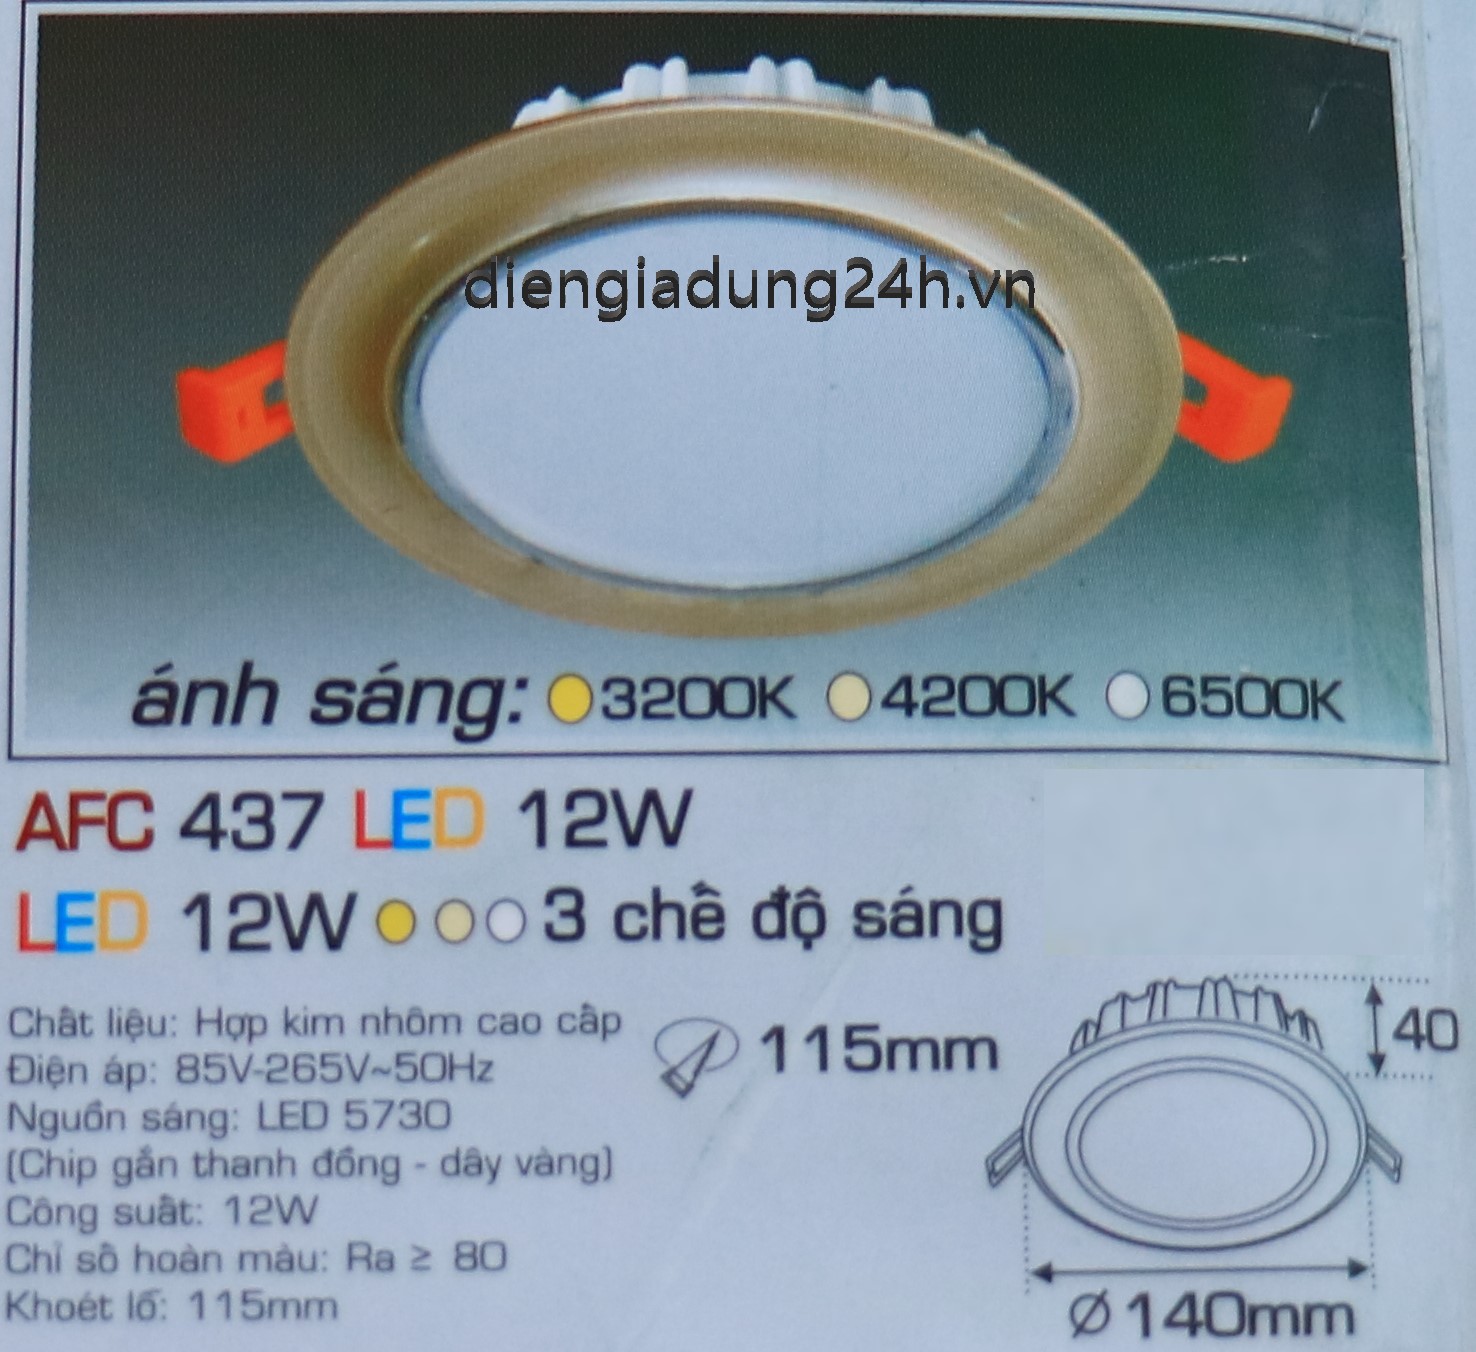 diengiadung24h.vn
ánh sáng: 3200K 4200K 6500K
AFC 437 LED 12W
LED 12W 3 chế độ sáng
Chất liệu: Hợp kim nhôm cao cấp
Điện áp: 85V-265V~50Hz
Nguồn sáng: LED 5730
(Chip gắn thanh đồng - dây vàng)
Công suất: 12W
Chỉ số hoàn màu: Ra ≥ 80
Khoét lỗ: 115mm
115mm
40
Ø 140mm